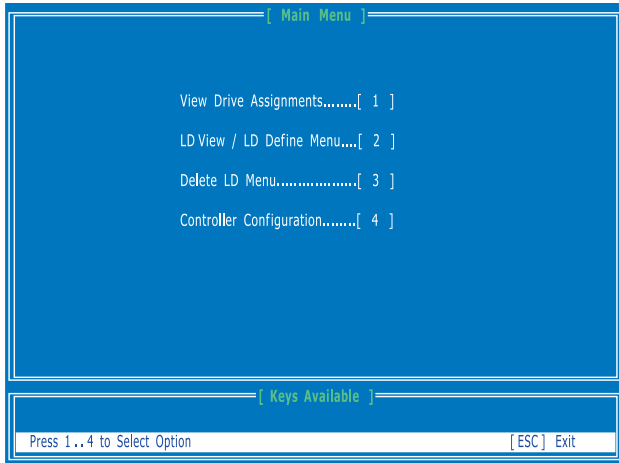 [ Main Menu ]
View Drive Assignments........[ 1 ]
LD View / LD Define Menu....[ 2 ]
Delete LD Menu..................[ 3 ]
Controller Configuration........[ 4 ]
[ Keys Available ]
Press 1..4 to Select Option [ESC] Exit